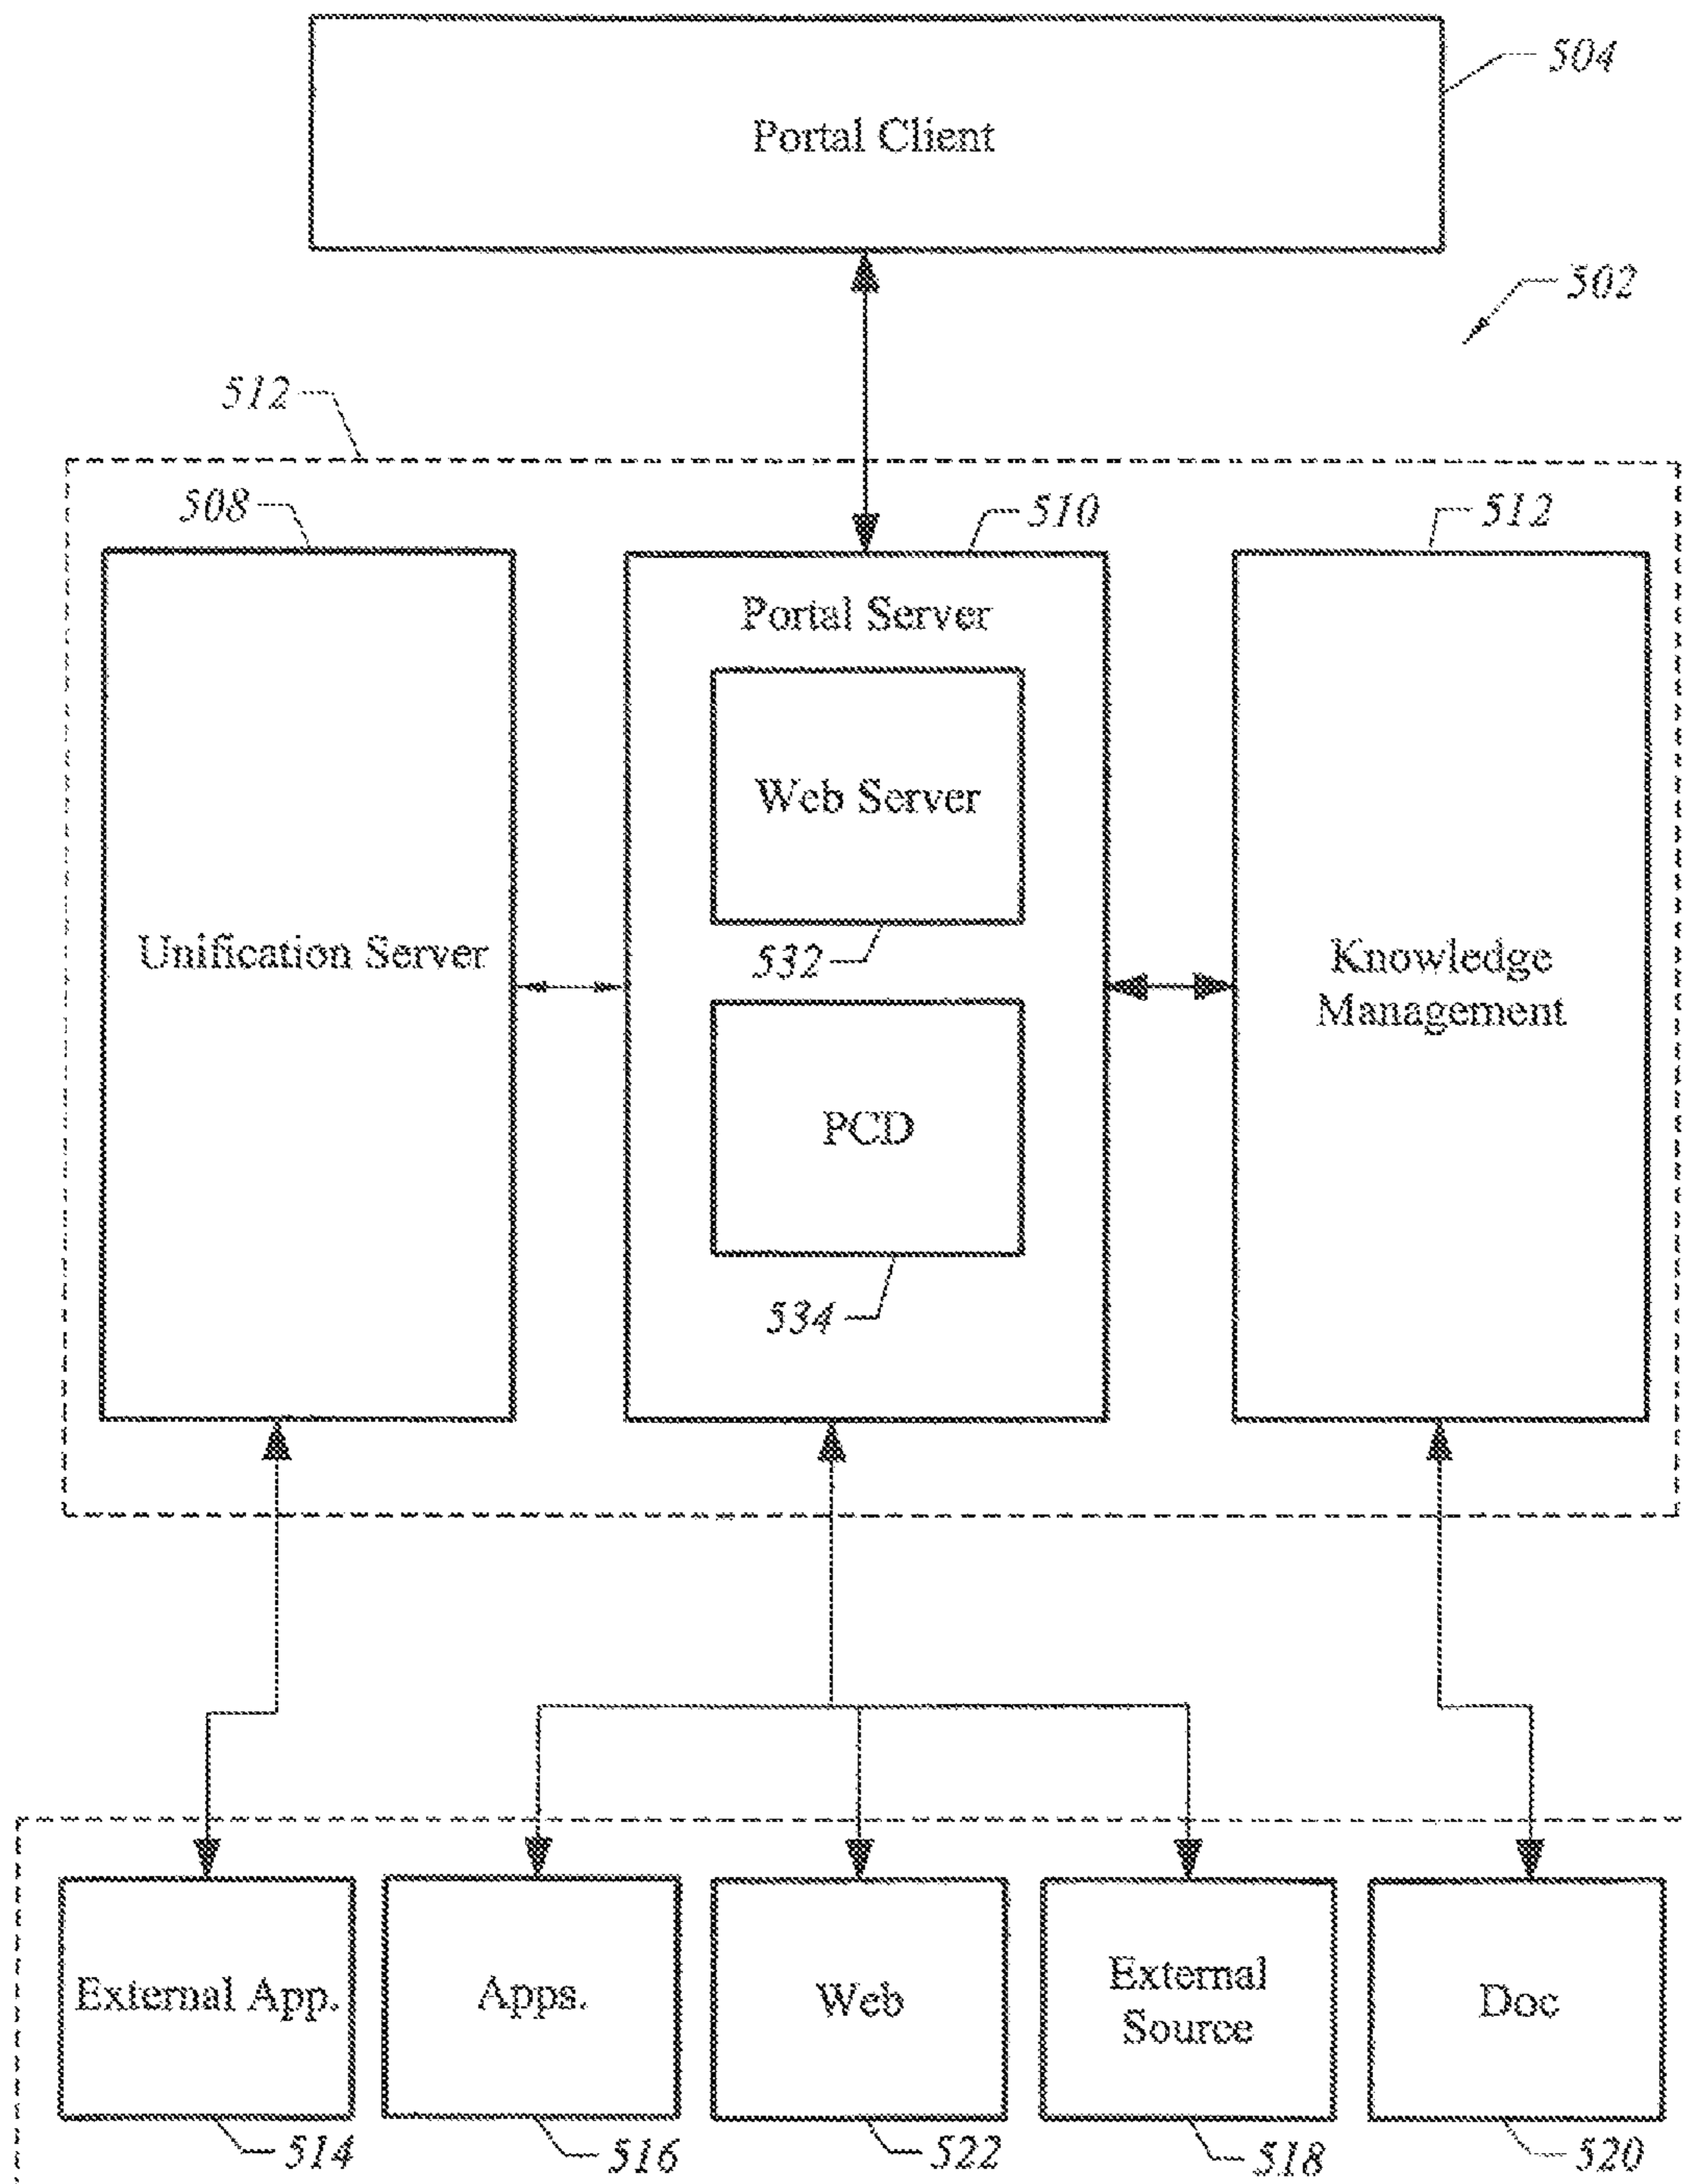 504
Portal Client
502
512
508
510
512
Portal Server
Web Server
532
Unification Server
Knowledge
Management
PCD
534
External App.
Apps.
Web
External
Source
Doc
514
516
522
518
520